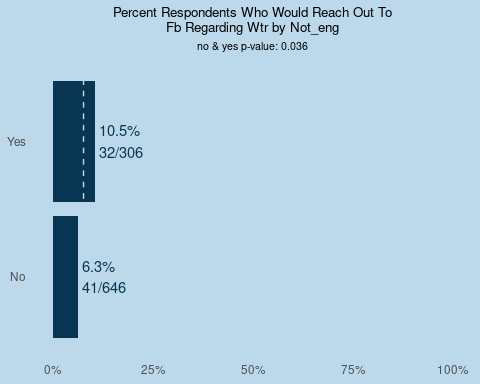 Percent Respondents Who Would Reach Out To
Fb Regarding Wtr by Not_eng
no & yes p-value: 0.036
Yes
10.5%
32/306
No
6.3%
41/646
0%
25%
50%
75%
100%